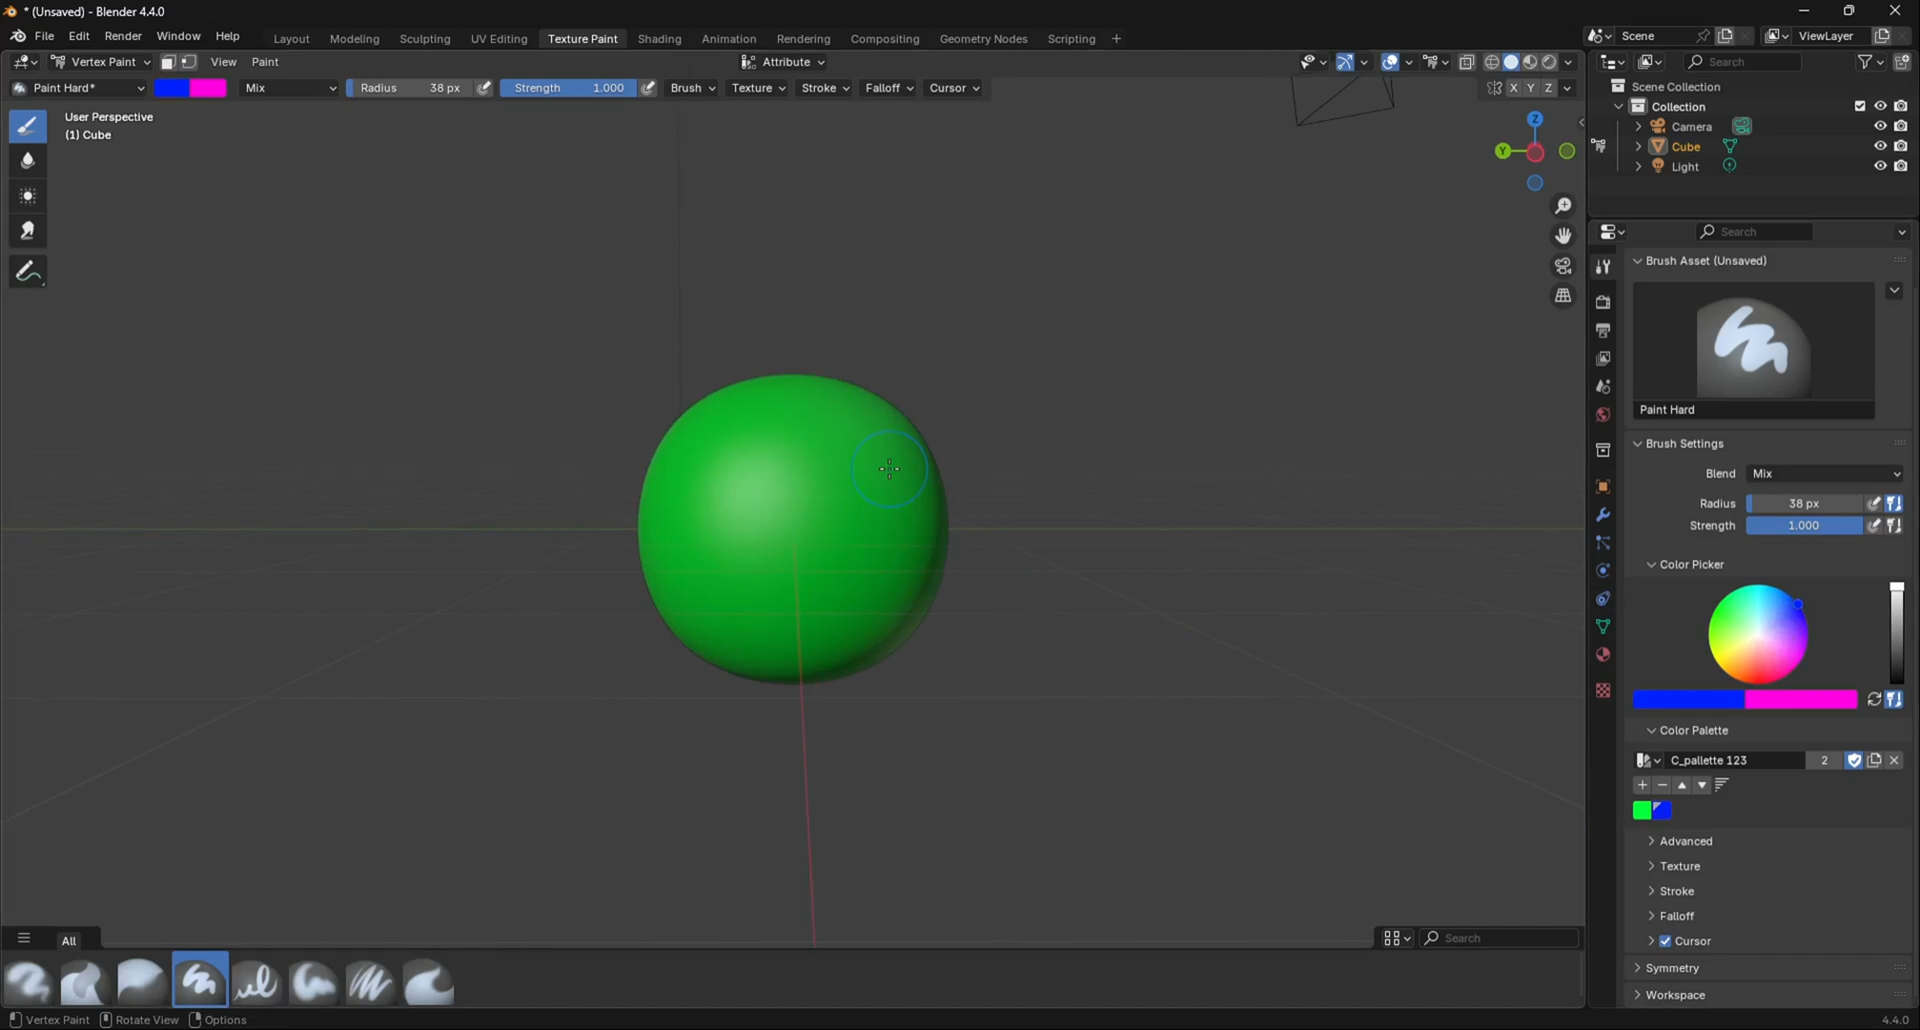 * (Unsaved) - Blender 4.4.0
File Edit Render Window Help
Layout Modeling Sculpting UV Editing Texture Paint Shading Animation Rendering Compositing Geometry Nodes Scripting +
Scene
ViewLayer
Vertex Paint View Paint
Attribute
Search
Paint Hard* Mix Radius 38 px Strength 1.000 Brush Texture Stroke Falloff Cursor
X Y Z
Scene Collection
Collection
Camera
Cube
Light
User Perspective
(1) Cube
Z
Y
Search
Brush Asset (Unsaved)
Paint Hard
Brush Settings
Blend Mix
Radius 38 px
Strength 1.000
Color Picker
Color Palette
C_pallette 123 2
Advanced
Texture
Stroke
Falloff
Cursor
Symmetry
Workspace
All
Search
Vertex Paint Rotate View Options
4.4.0